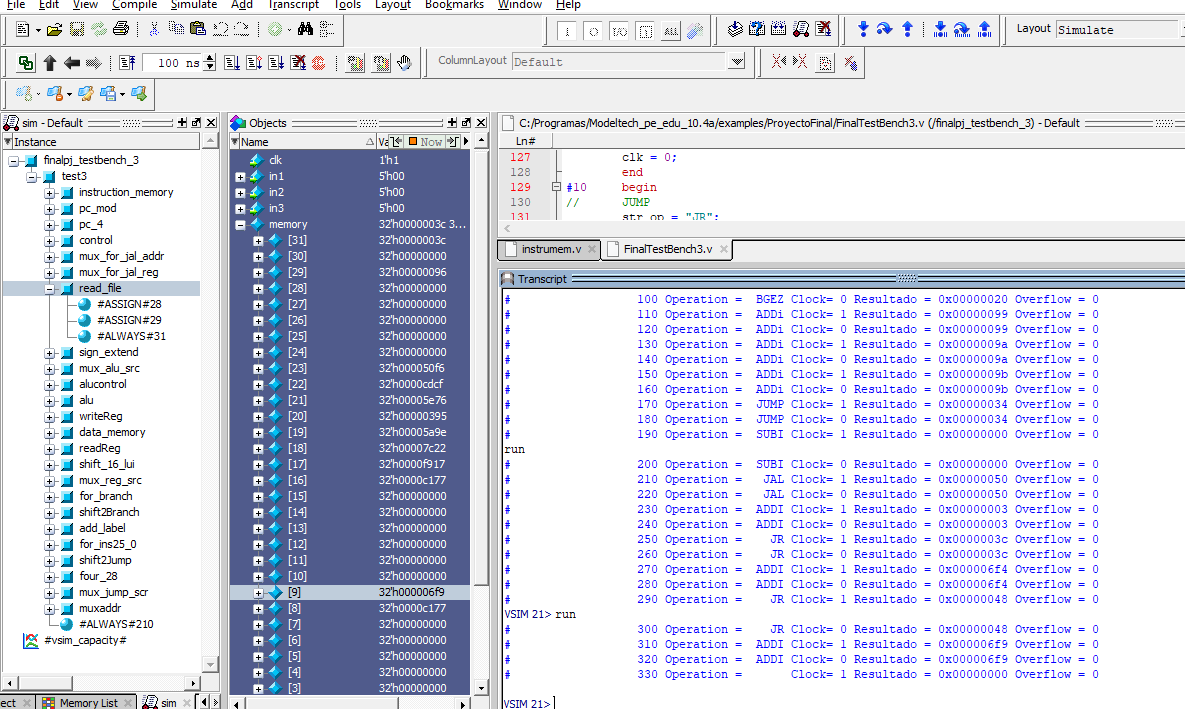 File Edit View Compile Simulate Add Transcript Tools Layout Bookmarks Window Help
Layout Simulate
100 ns
ColumnLayout Default
sim - Default
Instance
finalpj_testbench_3
test3
instruction_memory
pc_mod
pc_4
control
mux_for_jal_addr
mux_for_jal_reg
read_file
#ASSIGN#28
#ASSIGN#29
#ALWAYS#31
sign_extend
mux_alu_src
alucontrol
alu
writeReg
data_memory
readReg
shift_16_lui
mux_reg_src
for_branch
shift2Branch
add_label
for_ins25_0
shift2Jump
four_28
mux_jump_scr
muxaddr
#ALWAYS#210
#vsim_capacity#
ect Memory List sim
Objects
Name Va Now
clk 1'h1
in1 5'h00
in2 5'h00
in3 5'h00
memory 32'h0000003c 3...
[31] 32'h0000003c
[30] 32'h00000000
[29] 32'h00000096
[28] 32'h00000000
[27] 32'h00000000
[26] 32'h00000000
[25] 32'h00000000
[24] 32'h00000000
[23] 32'h000050f6
[22] 32'h0000cdcf
[21] 32'h00005e76
[20] 32'h00000395
[19] 32'h00005a9e
[18] 32'h00007c22
[17] 32'h0000f917
[16] 32'h0000c177
[15] 32'h00000000
[14] 32'h00000000
[13] 32'h00000000
[12] 32'h00000000
[11] 32'h00000000
[10] 32'h00000000
[9] 32'h000006f9
[8] 32'h0000c177
[7] 32'h00000000
[6] 32'h00000000
[5] 32'h00000000
[4] 32'h00000000
[3] 32'h00000000
C:/Programas/Modeltech_pe_edu_10.4a/examples/ProyectoFinal/FinalTestBench3.v (/finalpj_testbench_3) - Default
Ln#
127 clk = 0;
128 end
129 #10 begin
130 // JUMP
131 str_op = "JR";
instrumem.v FinalTestBench3.v
Transcript
# 100 Operation = BGEZ Clock= 0 Resultado = 0x00000020 Overflow = 0
# 110 Operation = ADDi Clock= 1 Resultado = 0x00000099 Overflow = 0
# 120 Operation = ADDi Clock= 0 Resultado = 0x00000099 Overflow = 0
# 130 Operation = ADDi Clock= 1 Resultado = 0x0000009a Overflow = 0
# 140 Operation = ADDi Clock= 0 Resultado = 0x0000009a Overflow = 0
# 150 Operation = ADDi Clock= 1 Resultado = 0x0000009b Overflow = 0
# 160 Operation = ADDi Clock= 0 Resultado = 0x0000009b Overflow = 0
# 170 Operation = JUMP Clock= 1 Resultado = 0x00000034 Overflow = 0
# 180 Operation = JUMP Clock= 0 Resultado = 0x00000034 Overflow = 0
# 190 Operation = SUBI Clock= 1 Resultado = 0x00000000 Overflow = 0
run
# 200 Operation = SUBI Clock= 0 Resultado = 0x00000000 Overflow = 0
# 210 Operation = JAL Clock= 1 Resultado = 0x00000050 Overflow = 0
# 220 Operation = JAL Clock= 0 Resultado = 0x00000050 Overflow = 0
# 230 Operation = ADDI Clock= 1 Resultado = 0x00000003 Overflow = 0
# 240 Operation = ADDI Clock= 0 Resultado = 0x00000003 Overflow = 0
# 250 Operation = JR Clock= 1 Resultado = 0x0000003c Overflow = 0
# 260 Operation = JR Clock= 0 Resultado = 0x0000003c Overflow = 0
# 270 Operation = ADDI Clock= 1 Resultado = 0x000006f4 Overflow = 0
# 280 Operation = ADDI Clock= 0 Resultado = 0x000006f4 Overflow = 0
# 290 Operation = JR Clock= 1 Resultado = 0x00000048 Overflow = 0
VSIM 21> run
# 300 Operation = JR Clock= 0 Resultado = 0x00000048 Overflow = 0
# 310 Operation = ADDI Clock= 1 Resultado = 0x000006f9 Overflow = 0
# 320 Operation = ADDI Clock= 0 Resultado = 0x000006f9 Overflow = 0
# 330 Operation = Clock= 1 Resultado = 0x00000000 Overflow = 0
VSIM 21>